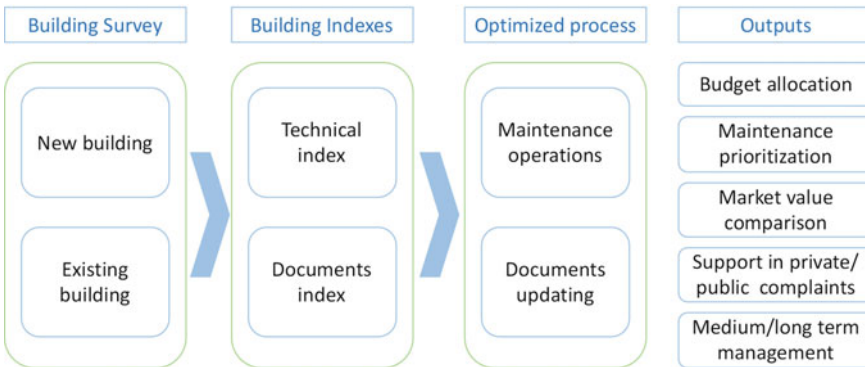 Building Survey
New building
Existing
building
Building Indexes
Technical
index
Documents
index
Optimized process
Maintenance
operations
Documents
updating
Outputs
Budget allocation
Maintenance
prioritization
Market value
comparison
Support in private/
public complaints
Medium/long term
management